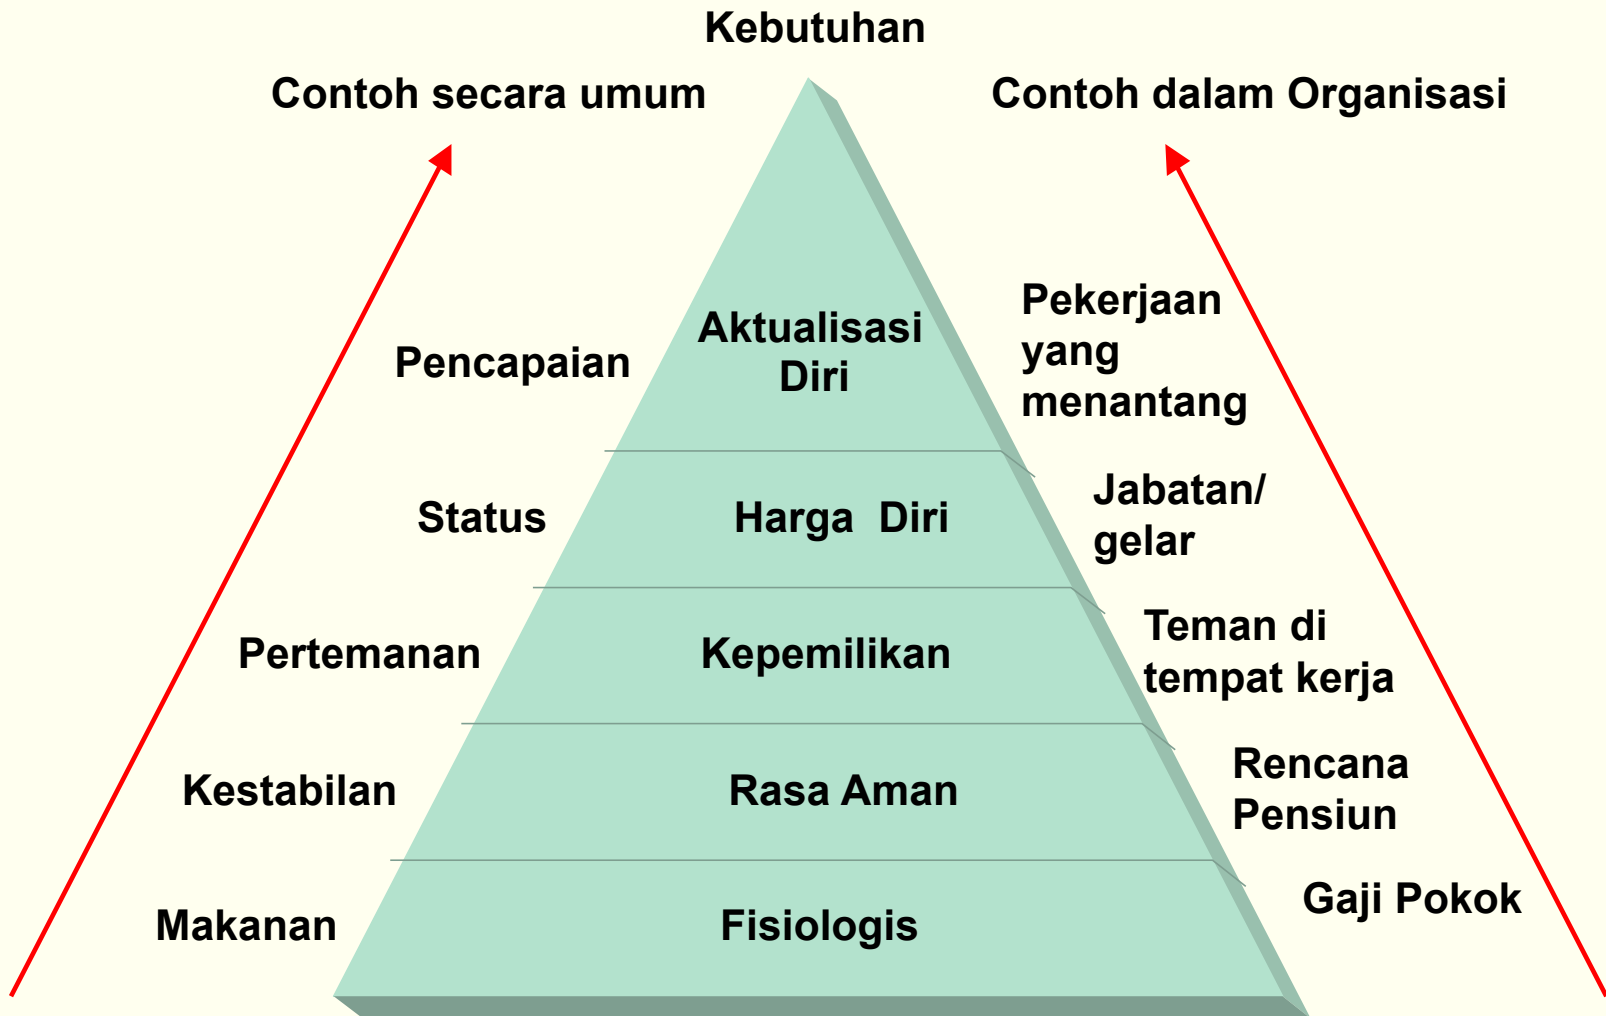 Kebutuhan
Contoh secara umum
Contoh dalam Organisasi
Pencapaian
Aktualisasi
Diri
Pekerjaan
yang
menantang
Status
Harga Diri
Jabatan/
gelar
Pertemanan
Kepemilikan
Teman di
tempat kerja
Kestabilan
Rasa Aman
Rencana
Pensiun
Makanan
Fisiologis
Gaji Pokok